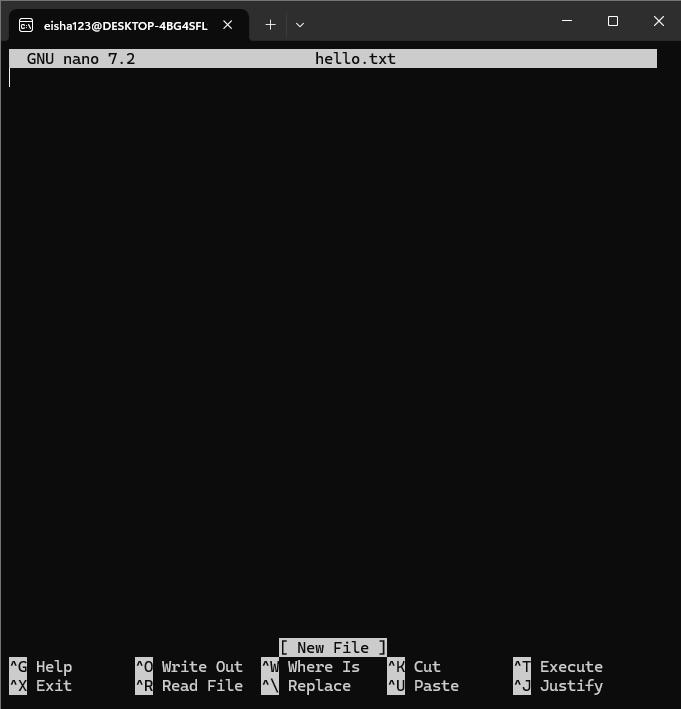 eisha123@DESKTOP-4BG4SFL
GNU nano 7.2 hello.txt
[ New File ]
^G Help ^O Write Out ^W Where Is ^K Cut ^T Execute
^X Exit ^R Read File ^\ Replace ^U Paste ^J Justify